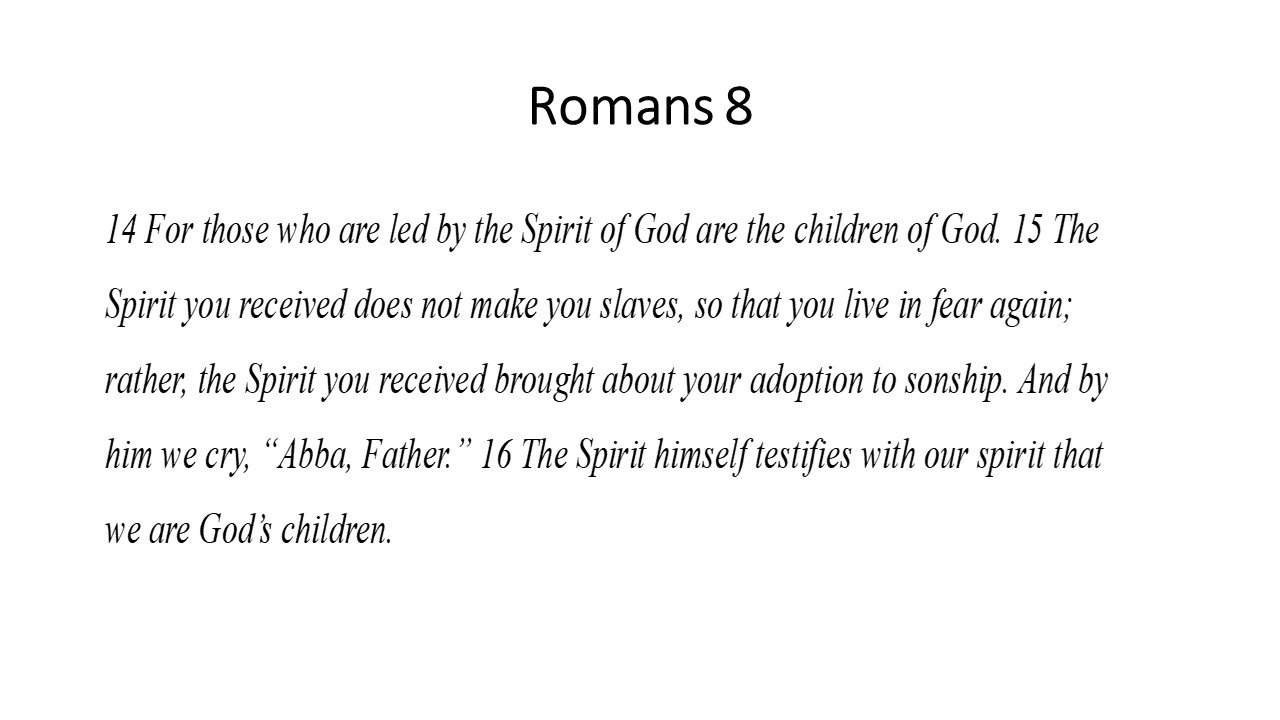 Romans 8
14 For those who are led by the Spirit of God are the children of God. 15 The
Spirit you received does not make you slaves, so that you live in fear again;
rather, the Spirit you received brought about your adoption to sonship. And by
him we cry, “Abba, Father.” 16 The Spirit himself testifies with our spirit that
we are God’s children.